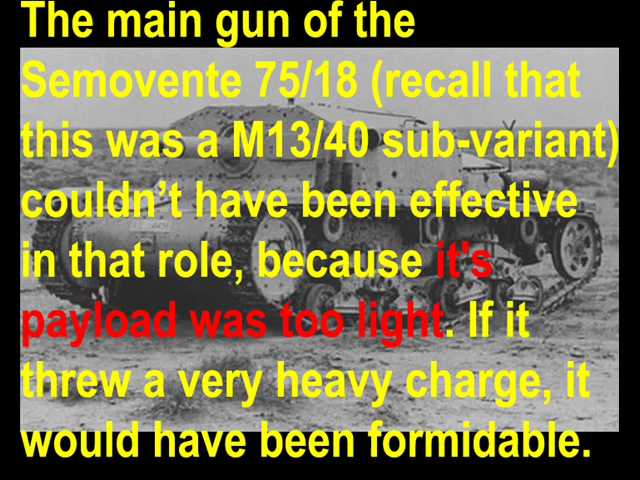 The main gun of the
Semovente 75/18 (recall that
this was a M13/40 sub-variant)
couldn’t have been effective
in that role, because it's
payload was too light. If it
threw a very heavy charge, it
would have been formidable.